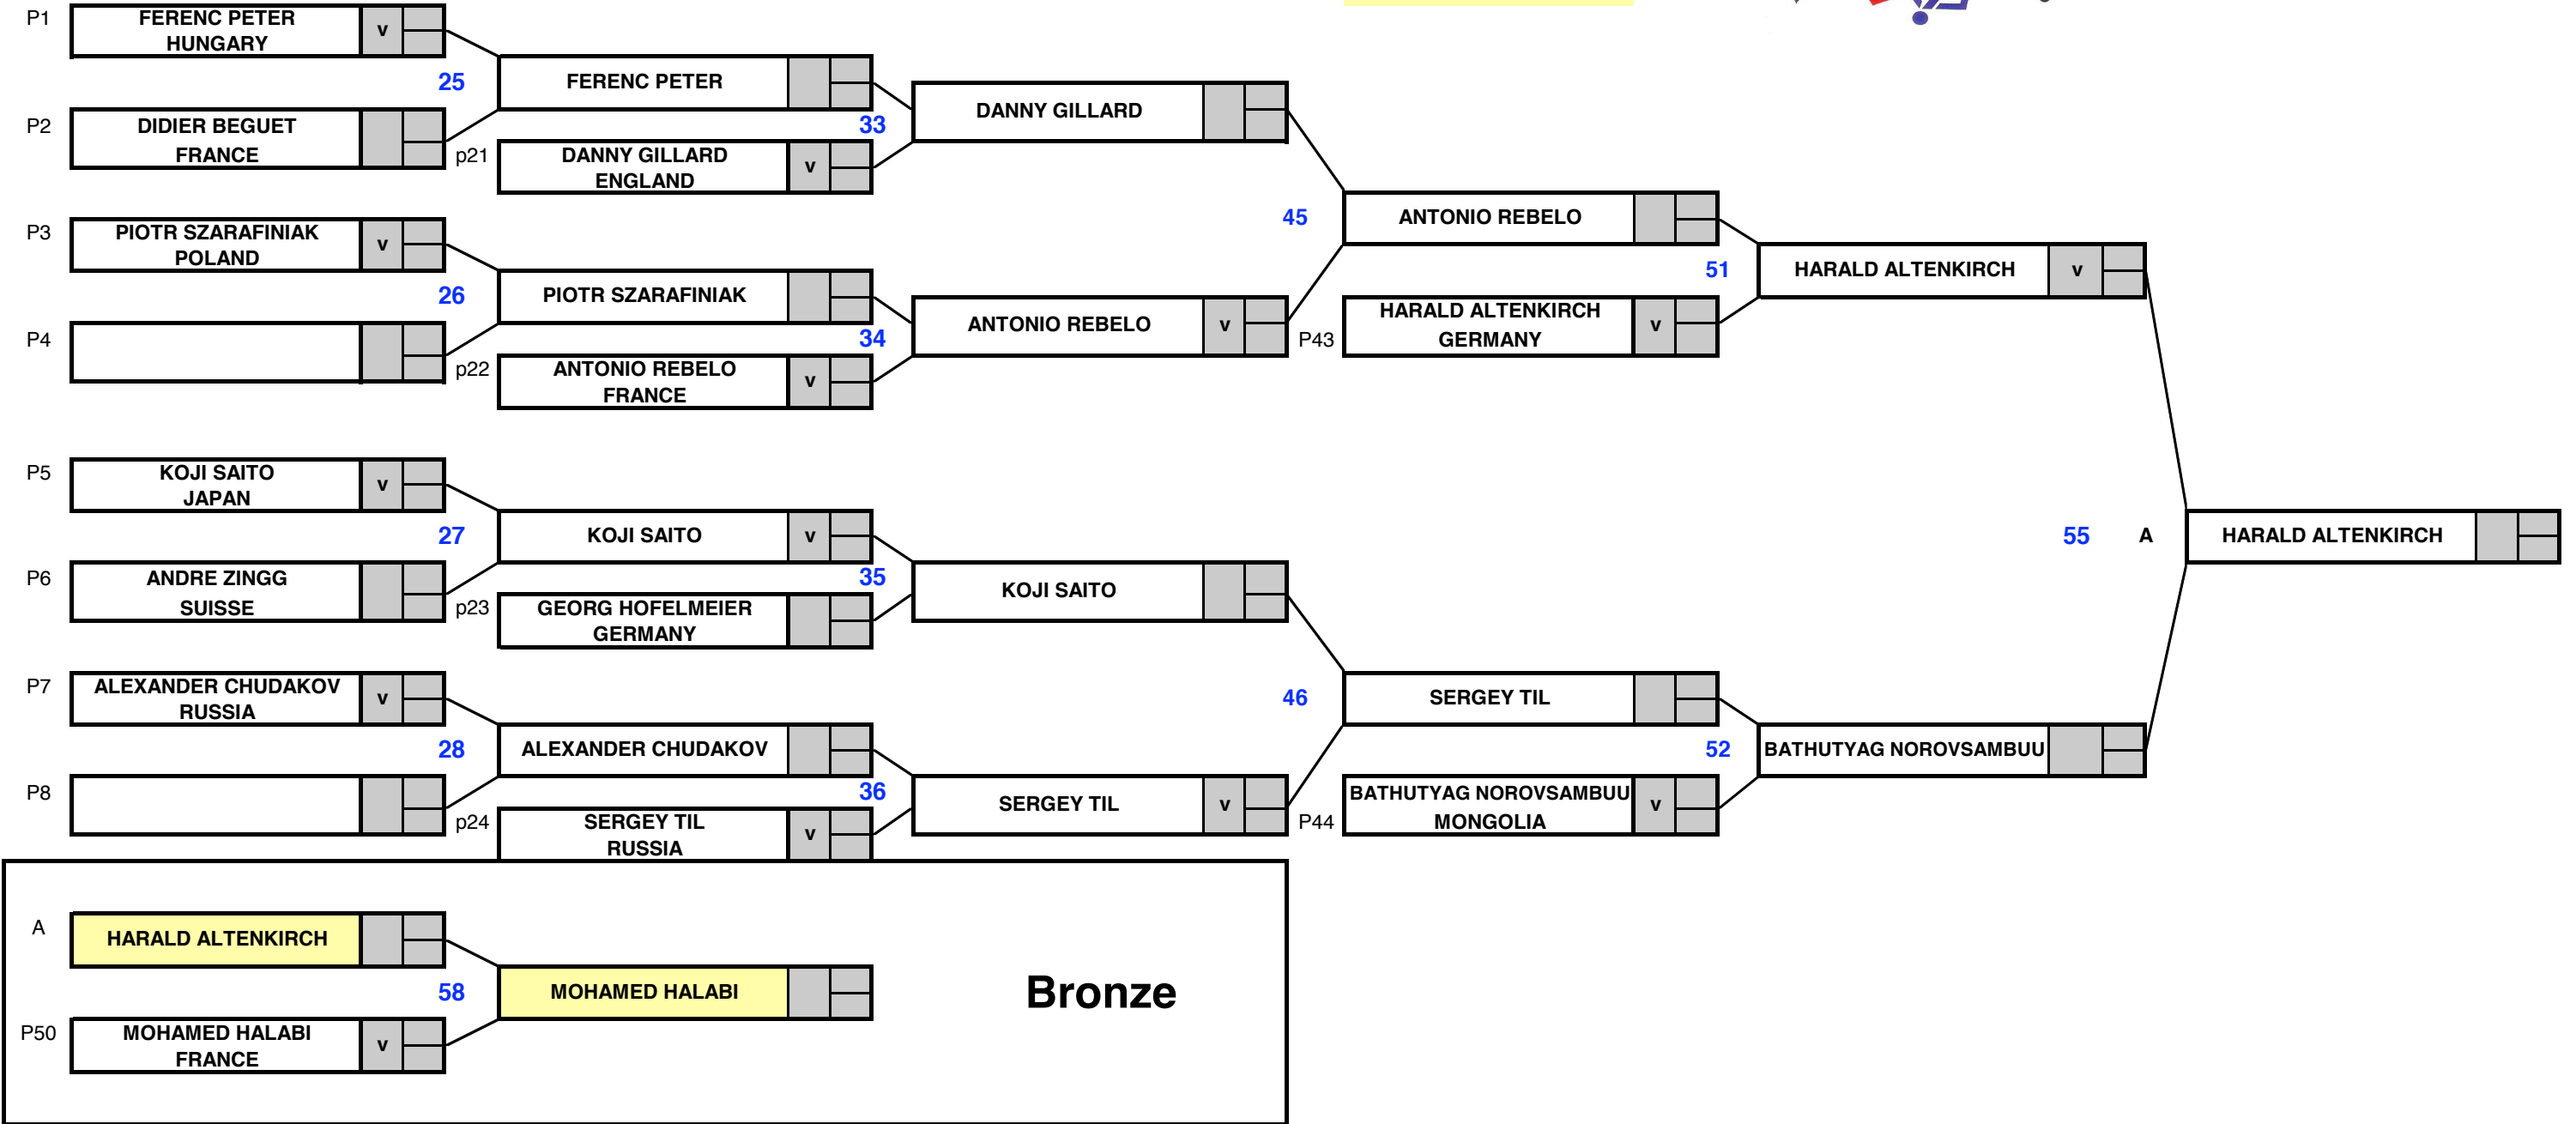 P1
FERENC PETER
HUNGARY
v
25
P2
DIDIER BEGUET
FRANCE
FERENC PETER
33
p21
DANNY GILLARD
ENGLAND
v
DANNY GILLARD
P3
PIOTR SZARAFINIAK
POLAND
v
26
P4
PIOTR SZARAFINIAK
34
p22
ANTONIO REBELO
FRANCE
v
ANTONIO REBELO
v
45
ANTONIO REBELO
51
P43
HARALD ALTENKIRCH
GERMANY
v
HARALD ALTENKIRCH
v
P5
KOJI SAITO
JAPAN
v
27
P6
ANDRE ZINGG
SUISSE
KOJI SAITO
v
35
p23
GEORG HOFELMEIER
GERMANY
KOJI SAITO
55
A
HARALD ALTENKIRCH
P7
ALEXANDER CHUDAKOV
RUSSIA
v
28
P8
ALEXANDER CHUDAKOV
36
p24
SERGEY TIL
RUSSIA
v
SERGEY TIL
v
46
SERGEY TIL
52
P44
BATHUTYAG NOROVSAMBUU
MONGOLIA
v
BATHUTYAG NOROVSAMBUU
A
HARALD ALTENKIRCH
58
P50
MOHAMED HALABI
FRANCE
v
MOHAMED HALABI
Bronze